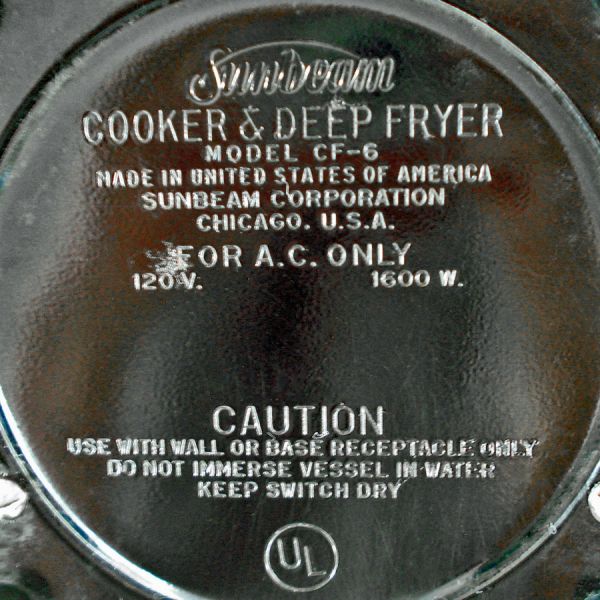 Sunbeam
COOKER & DEEP FRYER
MODEL CF-6
MADE IN UNITED STATES OF AMERICA
SUNBEAM CORPORATION
CHICAGO. U.S.A.
FOR A.C. ONLY
120 V. 1600 W.
CAUTION
USE WITH WALL OR BASE RECEPTACLE ONLY
DO NOT IMMERSE VESSEL IN WATER
KEEP SWITCH DRY
UL